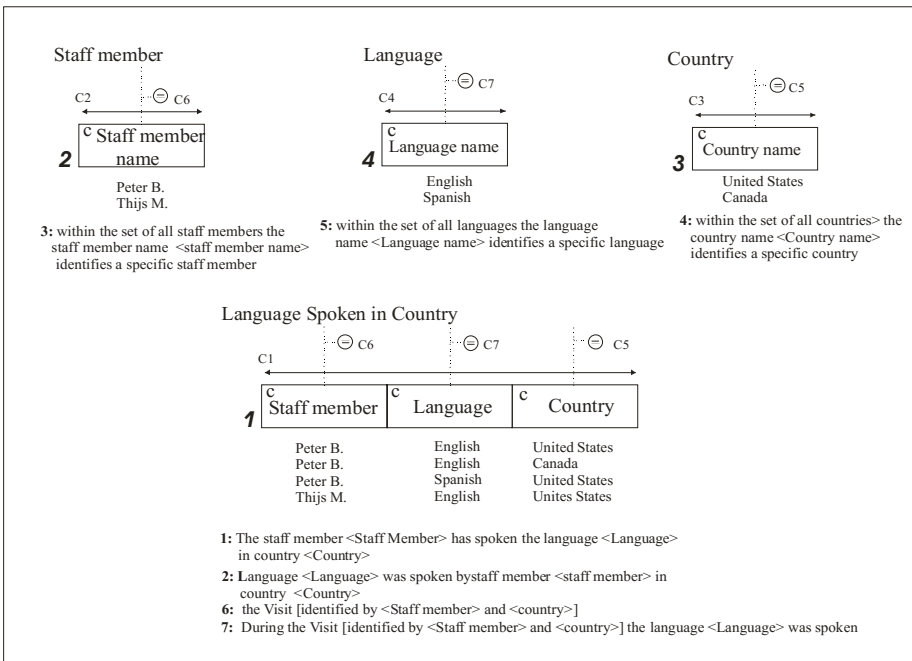 Staff member
C2
C6
c Staff member
name
2
Peter B.
Thijs M.
3: within the set of all staff members the
staff member name <staff member name>
identifies a specific staff member
Language
C7
C4
c
Language name
4
English
Spanish
5: within the set of all languages the language
name <Language name> identifies a specific language
Country
C5
C3
c
Country name
3
United States
Canada
4: within the set of all countries> the
country name <Country name>
identifies a specific country
Language Spoken in Country
C6 C7 C5
C1
c c c
Staff member Language Country
1
Peter B. English United States
Peter B. English Canada
Peter B. Spanish United States
Thijs M. English Unites States
1: The staff member <Staff Member> has spoken the language <Language>
in country <Country>
2: Language <Language> was spoken bystaff member <staff member> in
country <Country>
6: the Visit [identified by <Staff member> and <country>]
7: During the Visit [identified by <Staff member> and <country>] the language <Language> was spoken